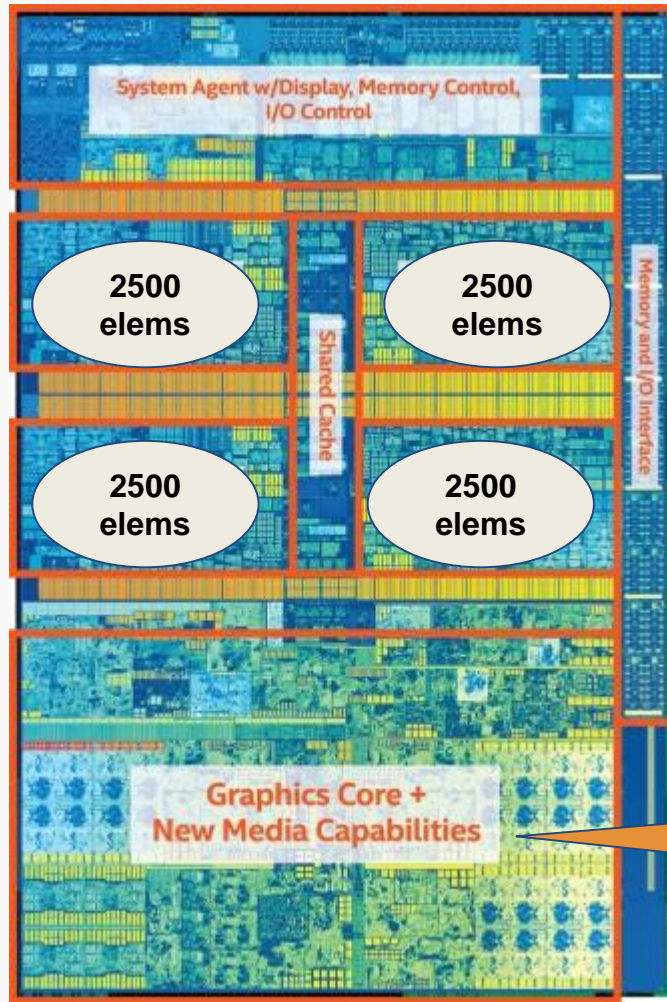 System Agent w/Display, Memory Control,
I/O Control
2500
elems
2500
elems
Shared Cache
Memory and I/O Interface
2500
elems
2500
elems
Graphics Core +
New Media Capabilities